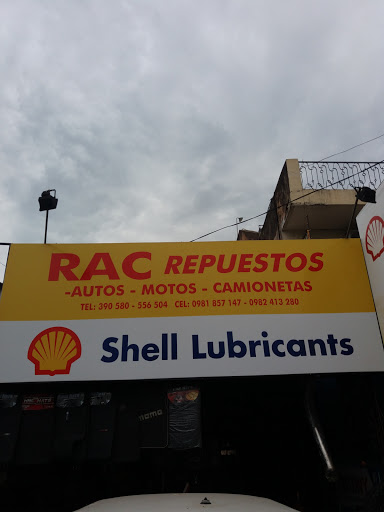 RAC REPUESTOS
-AUTOS - MOTOS - CAMIONETAS
TEL: 390 580 - 556 504 CEL: 0981 857 147 - 0982 413 280
Shell Lubricants
momo